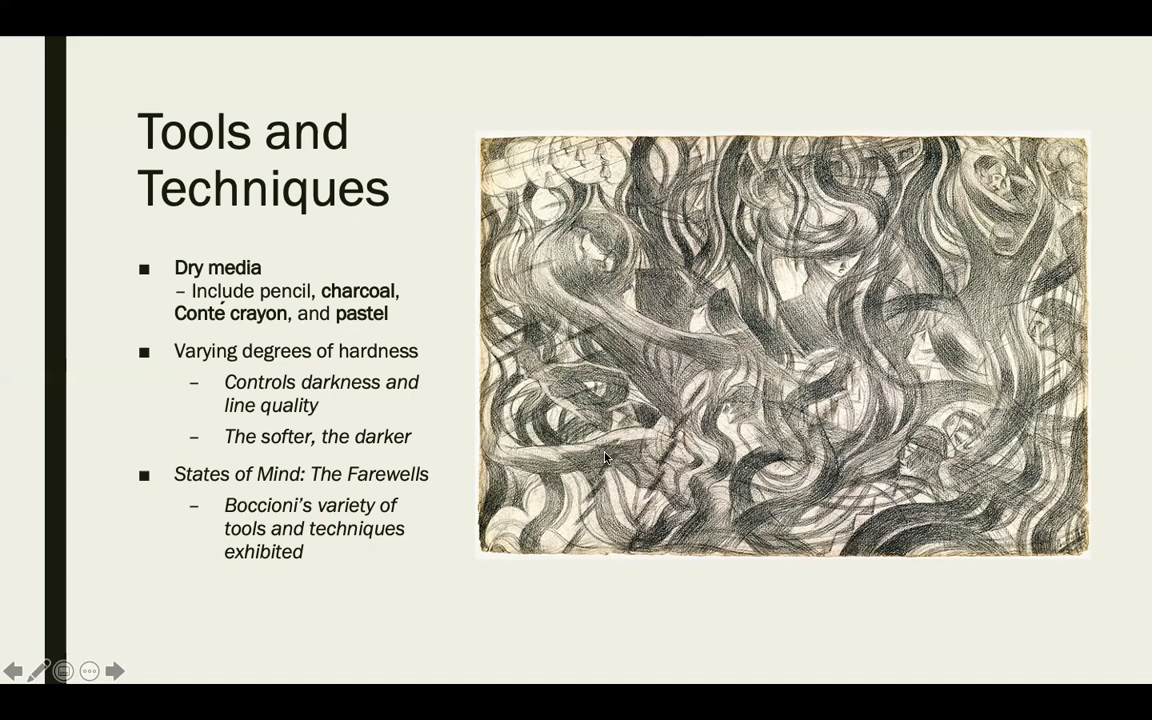 Tools and
Techniques
▪ Dry media
– Include pencil, charcoal,
Conté crayon, and pastel
▪ Varying degrees of hardness
– Controls darkness and
line quality
– The softer, the darker
▪ States of Mind: The Farewells
– Boccioni’s variety of
tools and techniques
exhibited